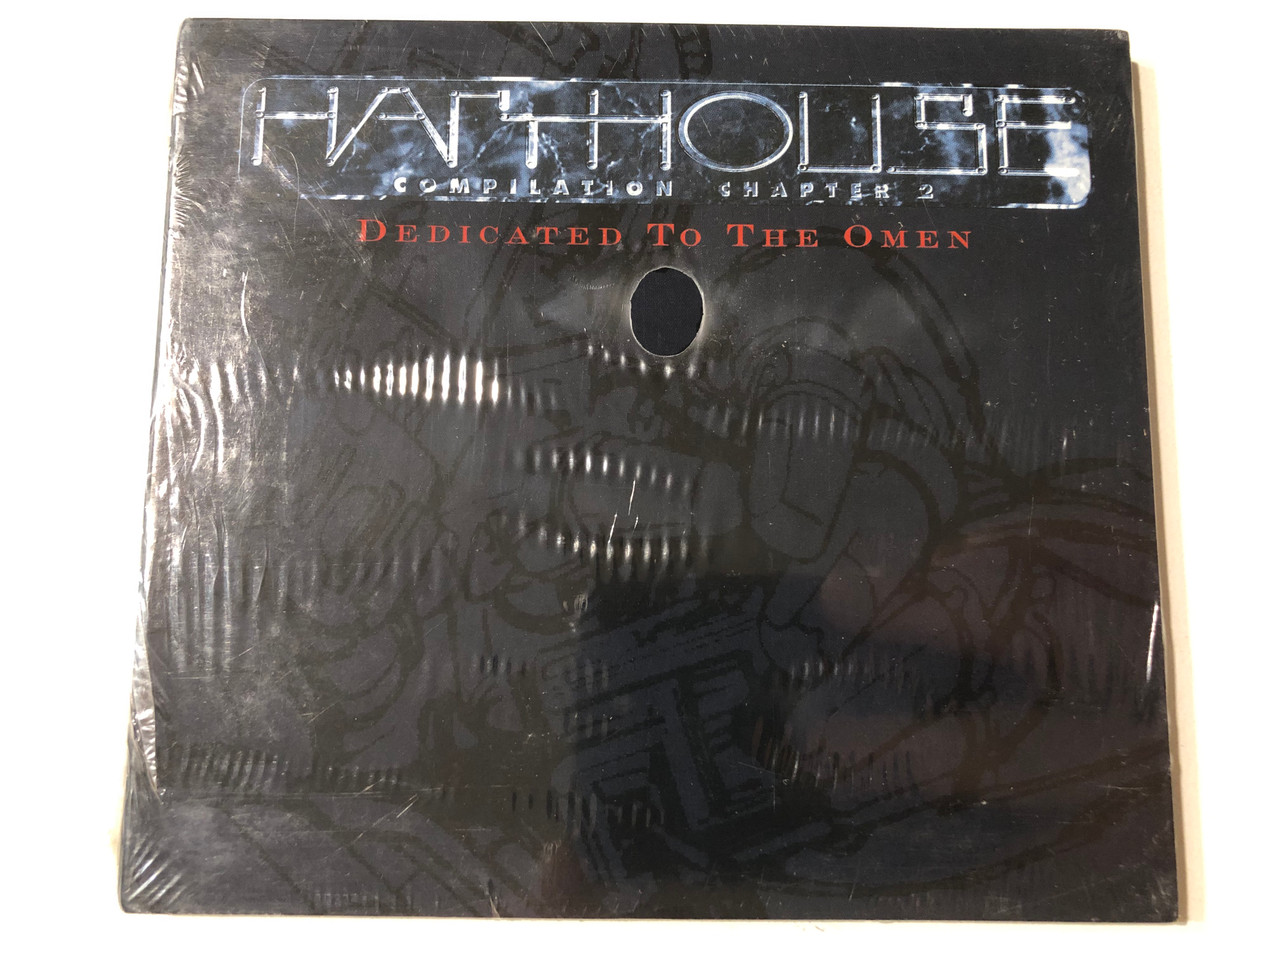 HARTHOUSE
COMPILATION CHAPTER 2
DEDICATED TO THE OMEN